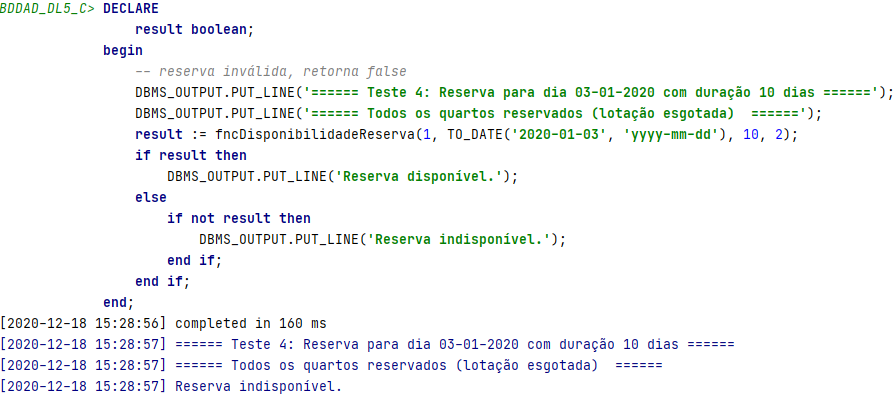 BDDAD_DL5_C> DECLARE
result boolean;
begin
-- reserva inválida, retorna false
DBMS_OUTPUT.PUT_LINE('====== Teste 4: Reserva para dia 03-01-2020 com duração 10 dias ======');
DBMS_OUTPUT.PUT_LINE('====== Todos os quartos reservados (lotação esgotada)  ======');
result := fncDisponibilidadeReserva(1, TO_DATE('2020-01-03', 'yyyy-mm-dd'), 10, 2);
if result then
DBMS_OUTPUT.PUT_LINE('Reserva disponível.');
else
if not result then
DBMS_OUTPUT.PUT_LINE('Reserva indisponível.');
end if;
end if;
end;
[2020-12-18 15:28:56] completed in 160 ms
[2020-12-18 15:28:57] ====== Teste 4: Reserva para dia 03-01-2020 com duração 10 dias ======
[2020-12-18 15:28:57] ====== Todos os quartos reservados (lotação esgotada)  ======
[2020-12-18 15:28:57] Reserva indisponível.